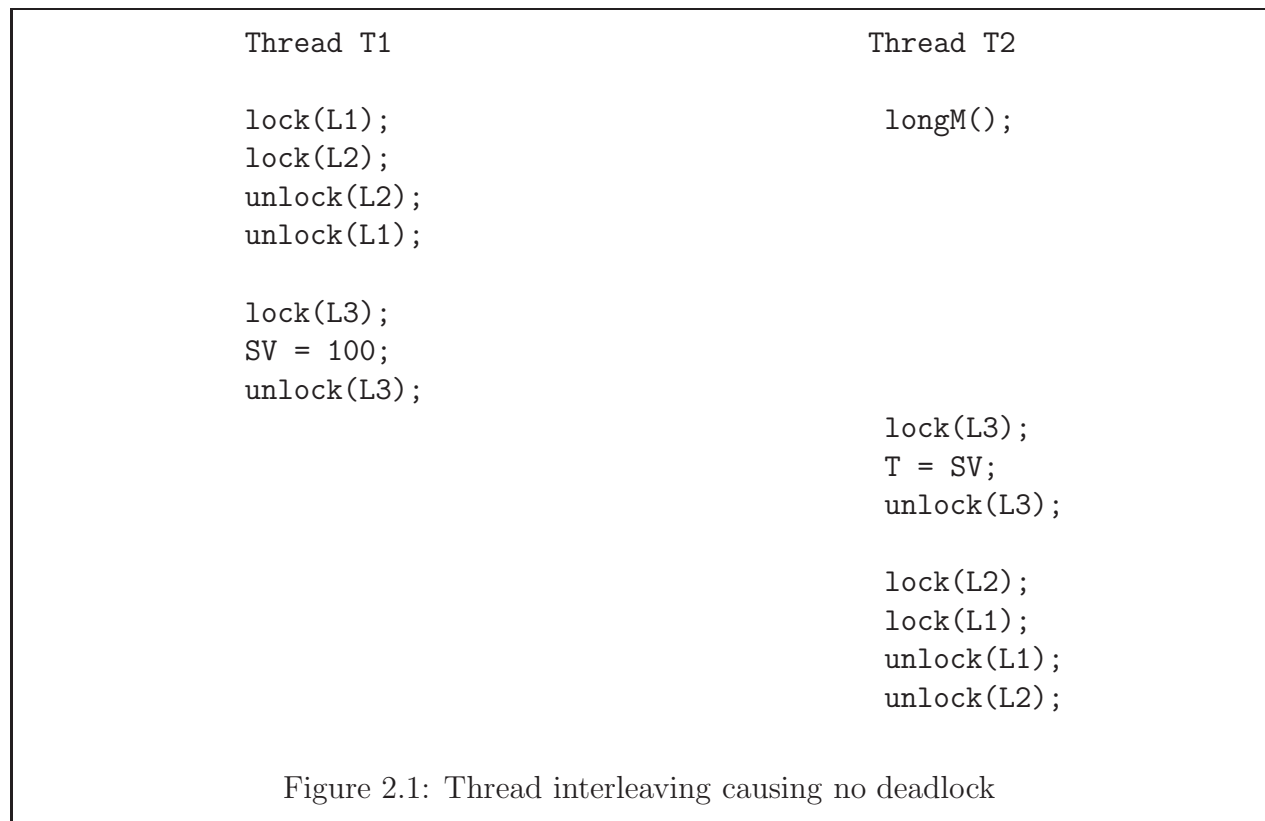 Thread T1 Thread T2
lock(L1); longM();
lock(L2);
unlock(L2);
unlock(L1);
lock(L3);
SV = 100;
unlock(L3);
lock(L3);
T = SV;
unlock(L3);
lock(L2);
lock(L1);
unlock(L1);
unlock(L2);
Figure 2.1: Thread interleaving causing no deadlock